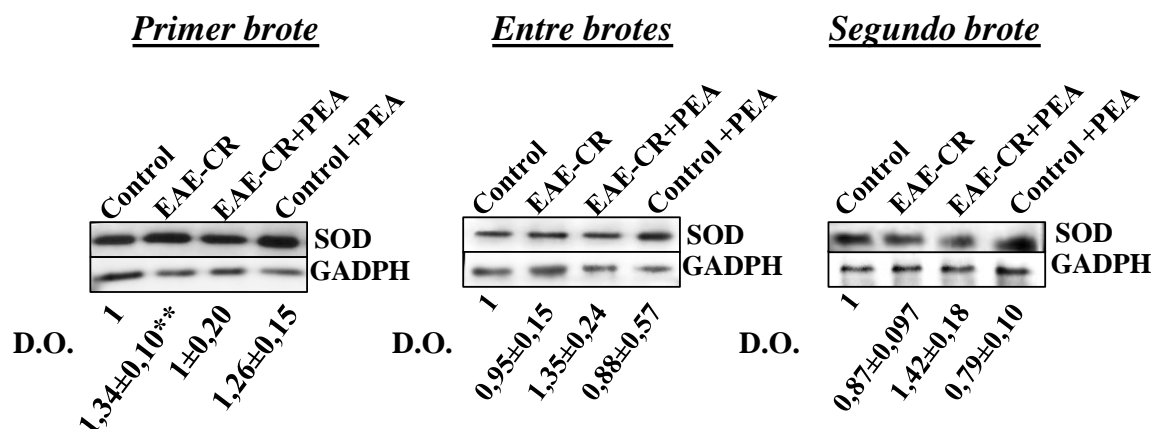 Primer brote
Control
EAE-CR
EAE-CR+PEA
Control +PEA
SOD
GADPH
D.O.
1
1,34±0,10**
1±0,20
1,26±0,15
Entre brotes
Control
EAE-CR
EAE-CR+PEA
Control +PEA
SOD
GADPH
D.O.
1
0,95±0,15
1,35±0,24
0,88±0,57
Segundo brote
Control
EAE-CR
EAE-CR+PEA
Control +PEA
SOD
GADPH
D.O.
1
0,87±0,097
1,42±0,18
0,79±0,10